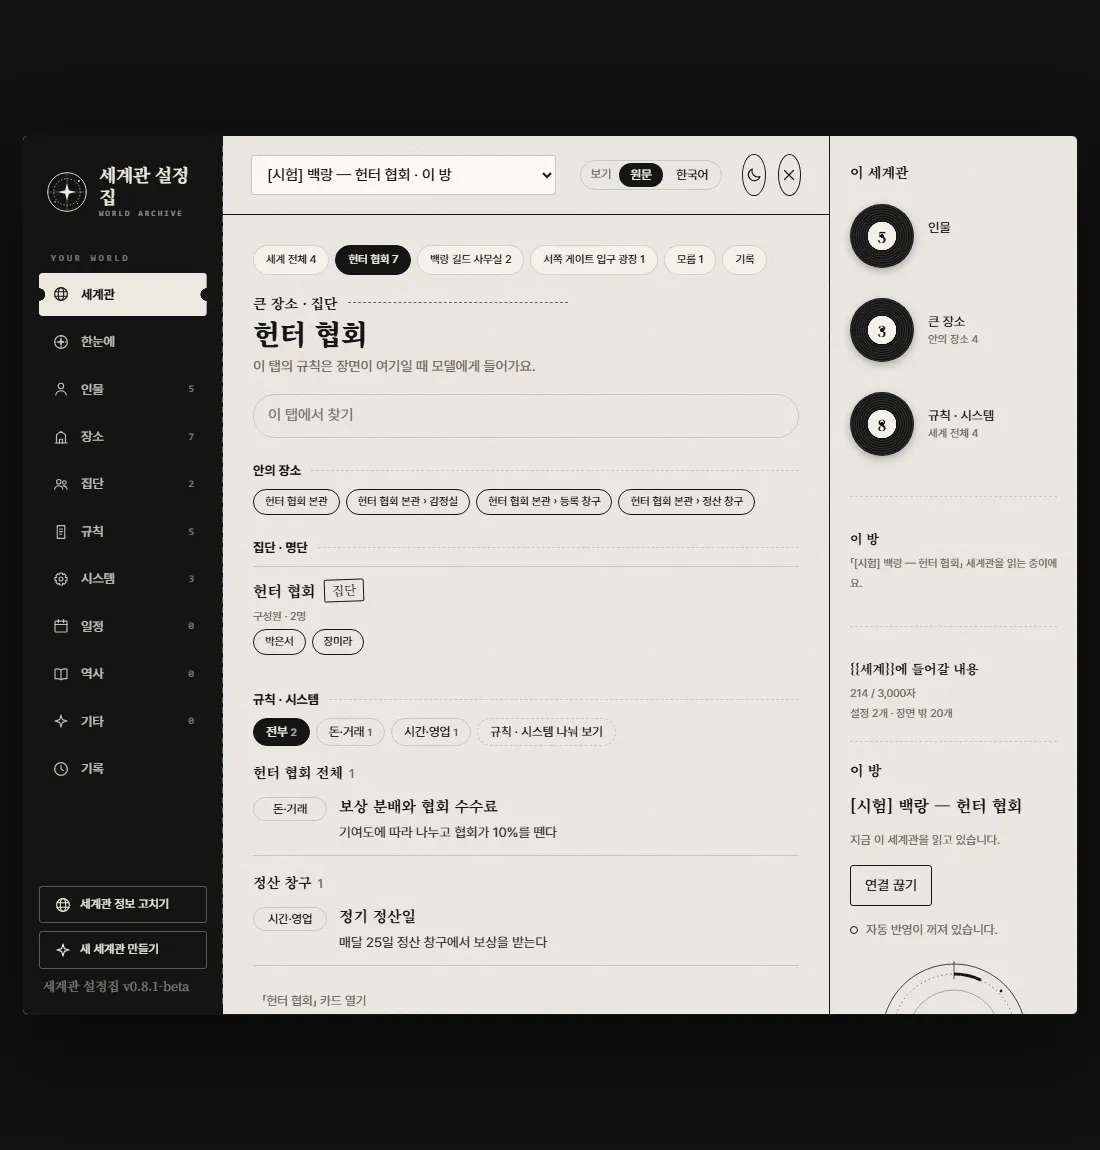 세계관 설정
집
WORLD ARCHIVE
YOUR WORLD
세계관
한눈에
인물 5
장소 7
집단 2
규칙 5
시스템 3
일정 0
역사 0
기타 0
기록
세계관 정보 고치기
새 세계관 만들기
세계관 설정집 v0.8.1-beta
[시험] 백랑 — 헌터 협회 · 이 방
보기 원문 한국어
세계 전체 4 헌터 협회 7 백랑 길드 사무실 2 서쪽 게이트 입구 광장 1 모름 1 기록
큰 장소 · 집단
헌터 협회
이 탭의 규칙은 장면이 여기일 때 모델에게 들어가요.
이 탭에서 찾기
안의 장소
헌터 협회 본관 헌터 협회 본관 › 감정실 헌터 협회 본관 › 등록 창구 헌터 협회 본관 › 정산 창구
집단 · 명단
헌터 협회 집단
구성원 · 2명
박은서 장미라
규칙 · 시스템
전부 2 돈·거래 1 시간·영업 1 규칙 · 시스템 나눠 보기
헌터 협회 전체 1
돈·거래 보상 분배와 협회 수수료
기여도에 따라 나누고 협회가 10%를 뗀다
정산 창구 1
시간·영업 정기 정산일
매달 25일 정산 창구에서 보상을 받는다
「헌터 협회」 카드 열기
이 세계관
5 인물
3 큰 장소
안의 장소 4
8 규칙 · 시스템
세계 전체 4
이 방
「[시험] 백랑 — 헌터 협회」 세계관을 읽는 중이에
요.
{{세계}}에 들어갈 내용
214 / 3,000자
설정 2개 · 장면 밖 20개
이 방
[시험] 백랑 — 헌터 협회
지금 이 세계관을 읽고 있습니다.
연결 끊기
자동 반영이 꺼져 있습니다.